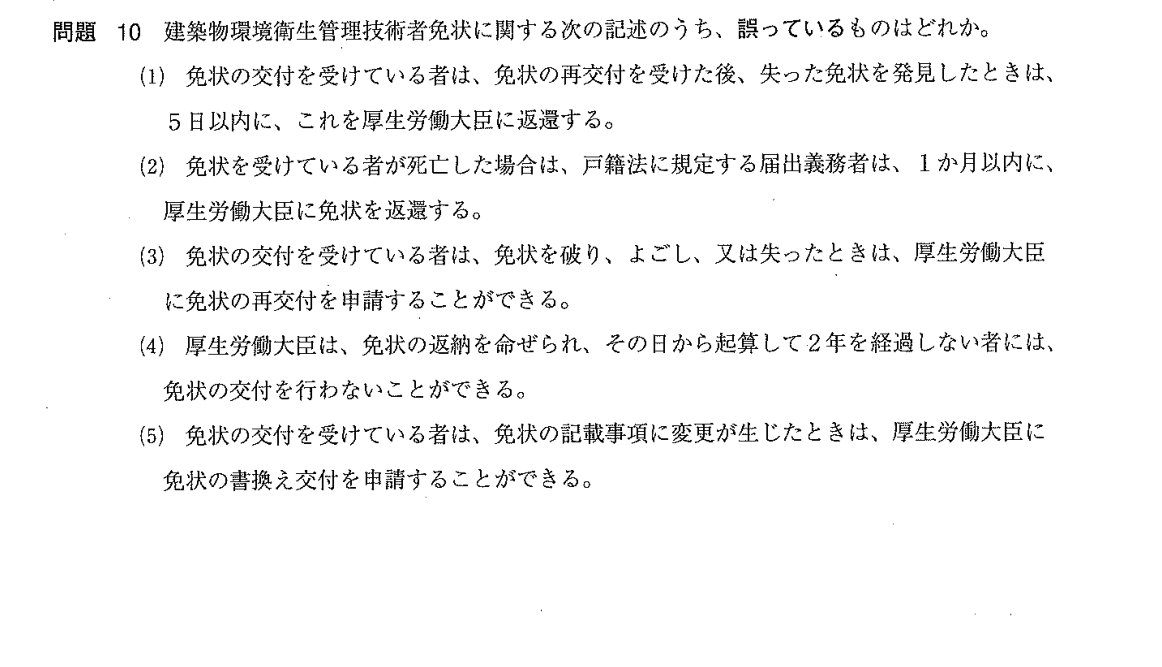 問題 10 建築物環境衛生管理技術者免状に関する次の記述のうち、誤っているものはどれか。
(1) 免状の交付を受けている者は、免状の再交付を受けた後、失った免状を発見したときは、
5日以内に、これを厚生労働大臣に返還する。
(2) 免状を受けている者が死亡した場合は、戸籍法に規定する届出義務者は、1か月以内に、
厚生労働大臣に免状を返還する。
(3) 免状の交付を受けている者は、免状を破り、よごし、又は失ったときは、厚生労働大臣
に免状の再交付を申請することができる。
(4) 厚生労働大臣は、免状の返納を命ぜられ、その日から起算して2年を経過しない者には、
免状の交付を行わないことができる。
(5) 免状の交付を受けている者は、免状の記載事項に変更が生じたときは、厚生労働大臣に
免状の書換え交付を申請することができる。